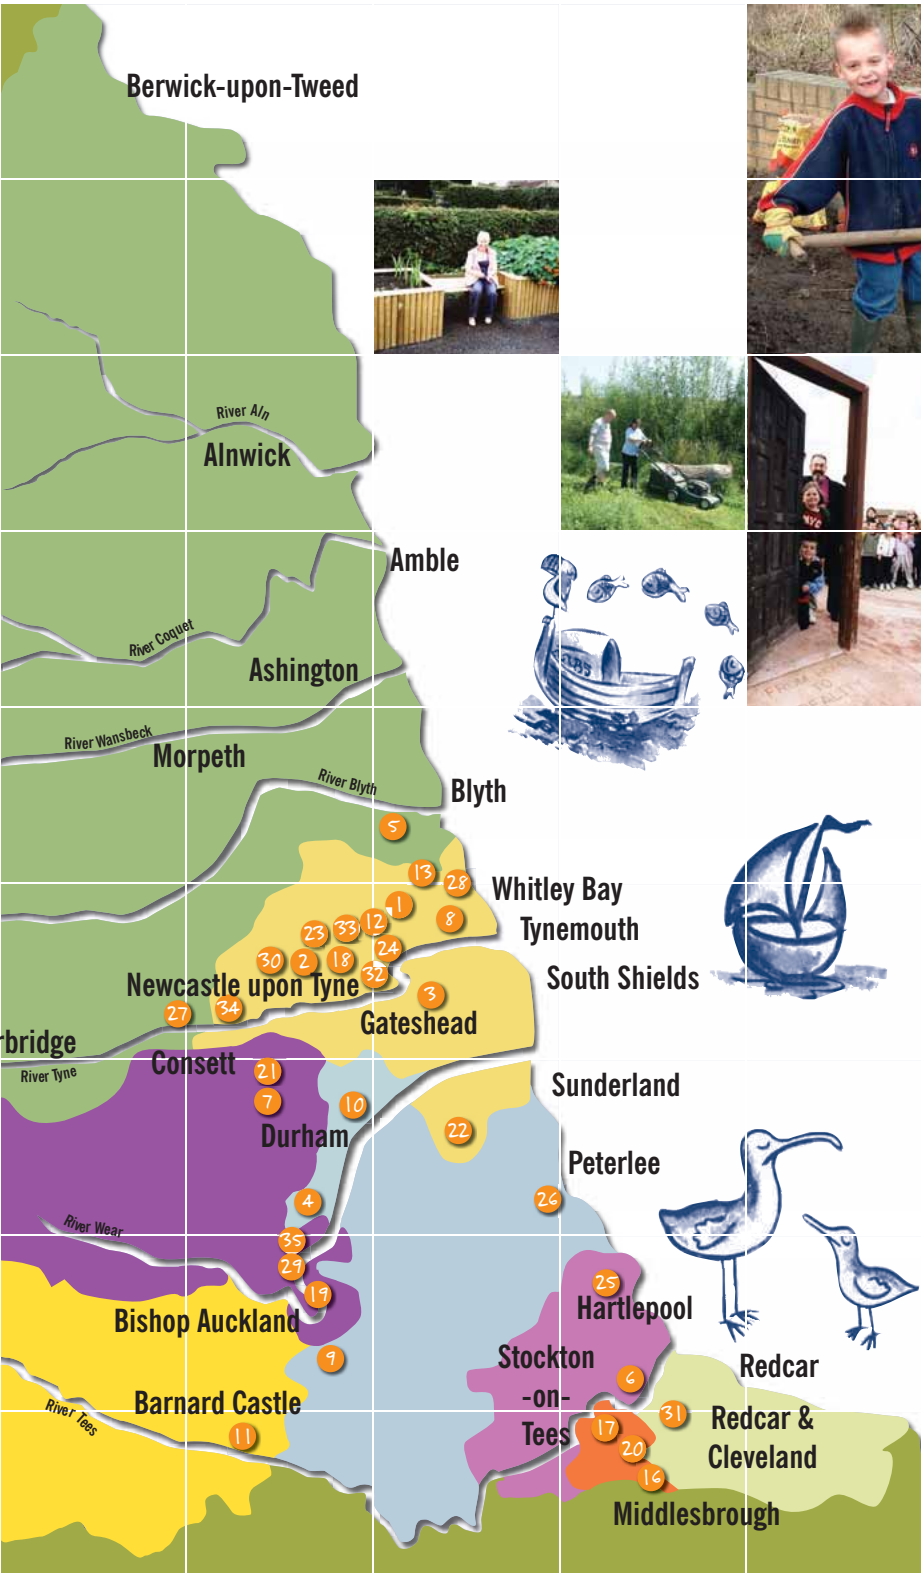 Berwick-upon-Tweed
River Aln
Alnwick
Amble
River Coquet
Ashington
River Wansbeck
Morpeth
River Blyth
Blyth
5
13
28
Whitley Bay
1
8
12
33
23
Tynemouth
24
30
2
18
32
South Shields
Newcastle upon Tyne
3
34
27
Gateshead
rbridge
Consett
21
River Tyne
Sunderland
7
10
22
Durham
Peterlee
26
4
River Wear
35
29
25
19
Hartlepool
Bishop Auckland
9
Stockton
-on-
Tees
6
Redcar
Barnard Castle
River Tees
11
31
Redcar &
Cleveland
17
20
16
Middlesbrough